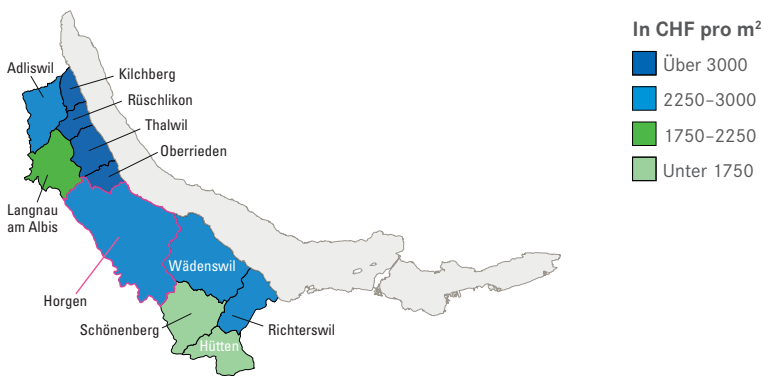 In CHF pro m²
Über 3000
2250–3000
1750–2250
Unter 1750
Adliswil
Kilchberg
Rüschlikon
Thalwil
Oberrieden
Langnau
am Albis
Wädenswil
Horgen
Schönenberg
Richterswil
Hütten